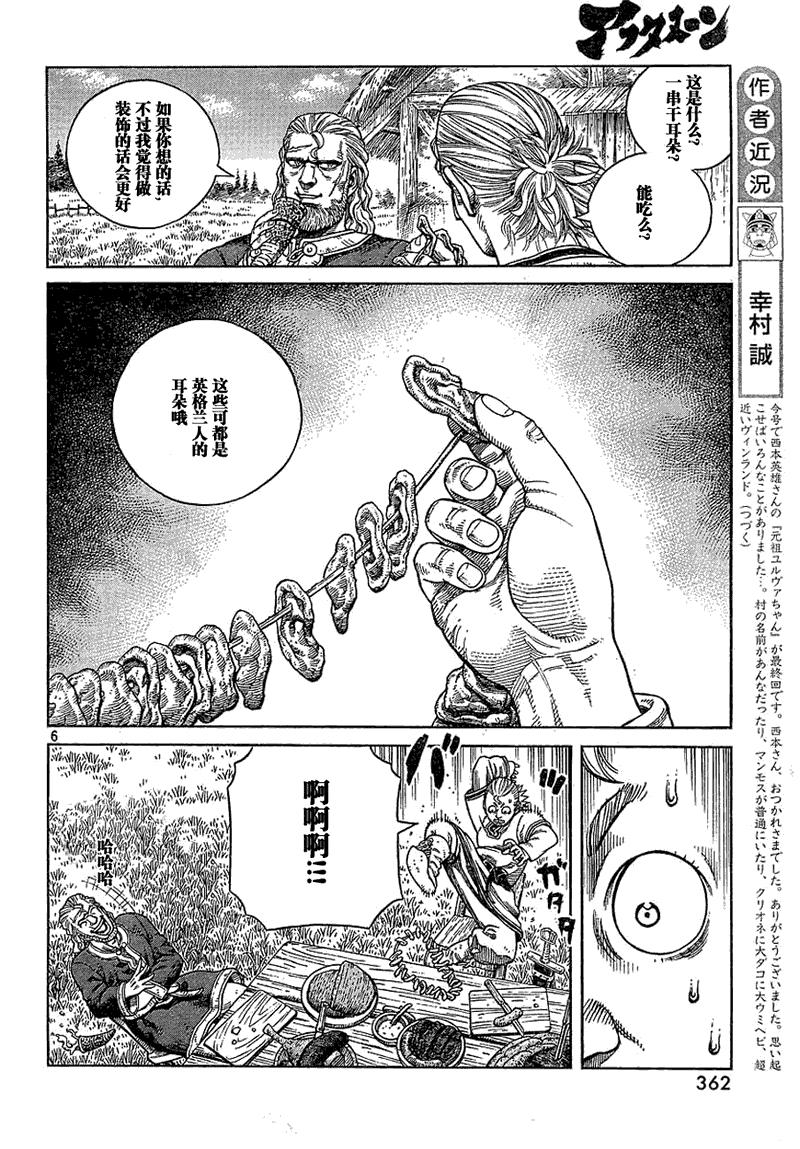 アフタヌーン
作者近況
幸村誠
今号で西本英雄さんの『元祖ユルヴァちゃん』が最終回です。西本さん、おつかれさまでした。ありがとうございました。思い起
こせばいろんなことがありました…。村の名前があんなだったり、マンモスが普通にいたり、クリオネに大ダコに大ウミヘビ、超
近いヴィンランド。(つづく)
这是什么?
一串干耳朵?
能吃么?
如果你想的话,
不过我觉得做
装饰的话会更好
这些可都是
英格兰人的
耳朵哦
6
バッ
ガタタ
啊啊啊!!!
哈哈哈
362